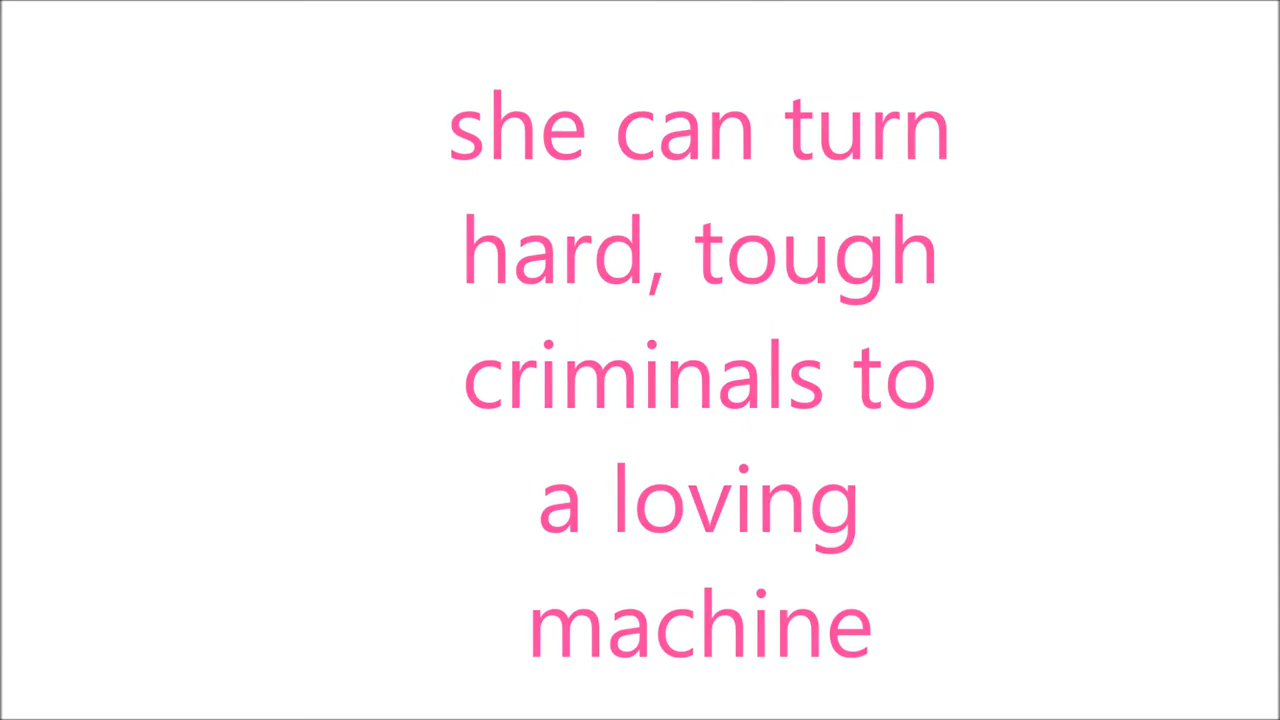 she can turn
hard, tough
criminals to
a loving
machine